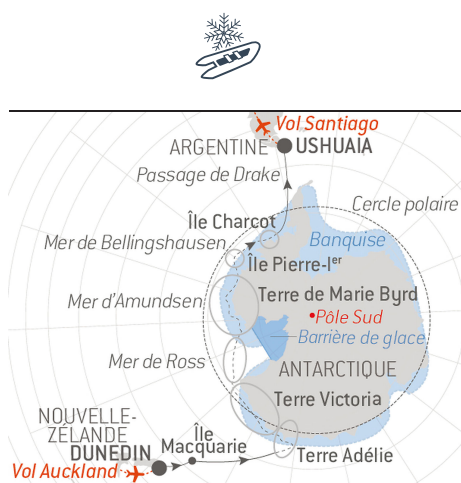 Vol Santiago
ARGENTINE
USHUAIA
Passage de Drake
Cercle polaire
Île Charcot
Mer de Bellingshausen
Banquise
Île Pierre-Ier
Mer d'Amundsen
Terre de Marie Byrd
Pôle Sud
Barrière de glace
Mer de Ross
ANTARCTIQUE
Terre Victoria
NOUVELLE-
ZÉLANDE
DUNEDIN
Île
Macquarie
Terre Adélie
Vol Auckland